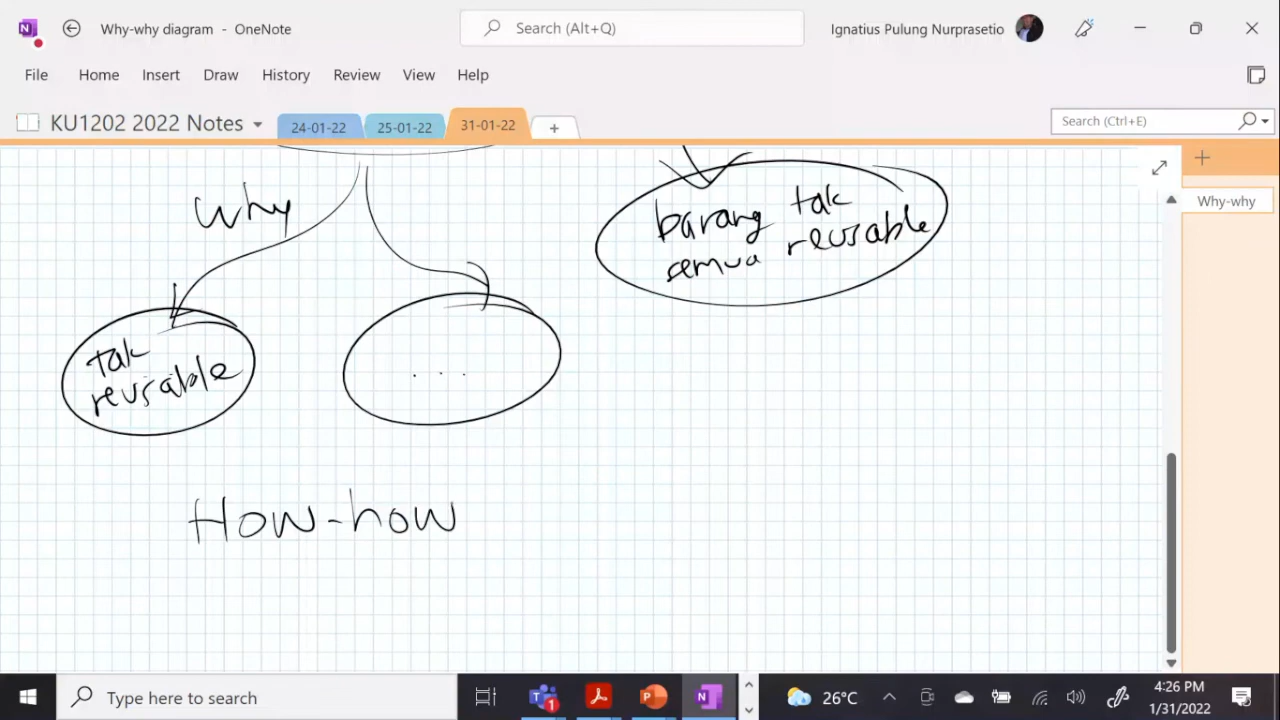 Why-why diagram - OneNote
Search (Alt+Q)
Ignatius Pulung Nurprasetio
File Home Insert Draw History Review View Help
KU1202 2022 Notes
24-01-22
25-01-22
31-01-22
Search (Ctrl+E)
Why-why
Why
barang tak
semua reusable
tak
reusable
. . .
How-how
Type here to search
1
26°C
4:26 PM
1/31/2022